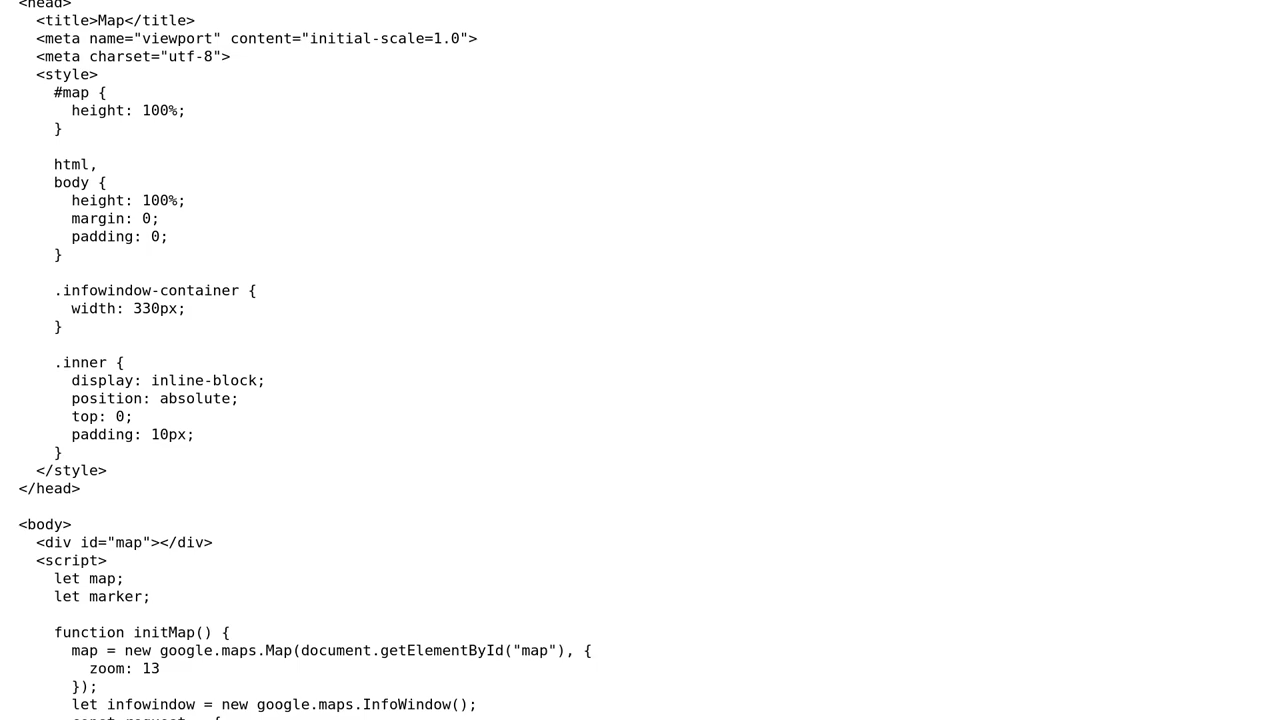 <head>
  <title>Map</title>
  <meta name="viewport" content="initial-scale=1.0">
  <meta charset="utf-8">
  <style>
    #map {
      height: 100%;
    }

    html,
    body {
      height: 100%;
      margin: 0;
      padding: 0;
    }

    .infowindow-container {
      width: 330px;
    }

    .inner {
      display: inline-block;
      position: absolute;
      top: 0;
      padding: 10px;
    }
  </style>
</head>

<body>
  <div id="map"></div>
  <script>
    let map;
    let marker;

    function initMap() {
      map = new google.maps.Map(document.getElementById("map"), {
        zoom: 13
      });
      let infowindow = new google.maps.InfoWindow();
      const request = {